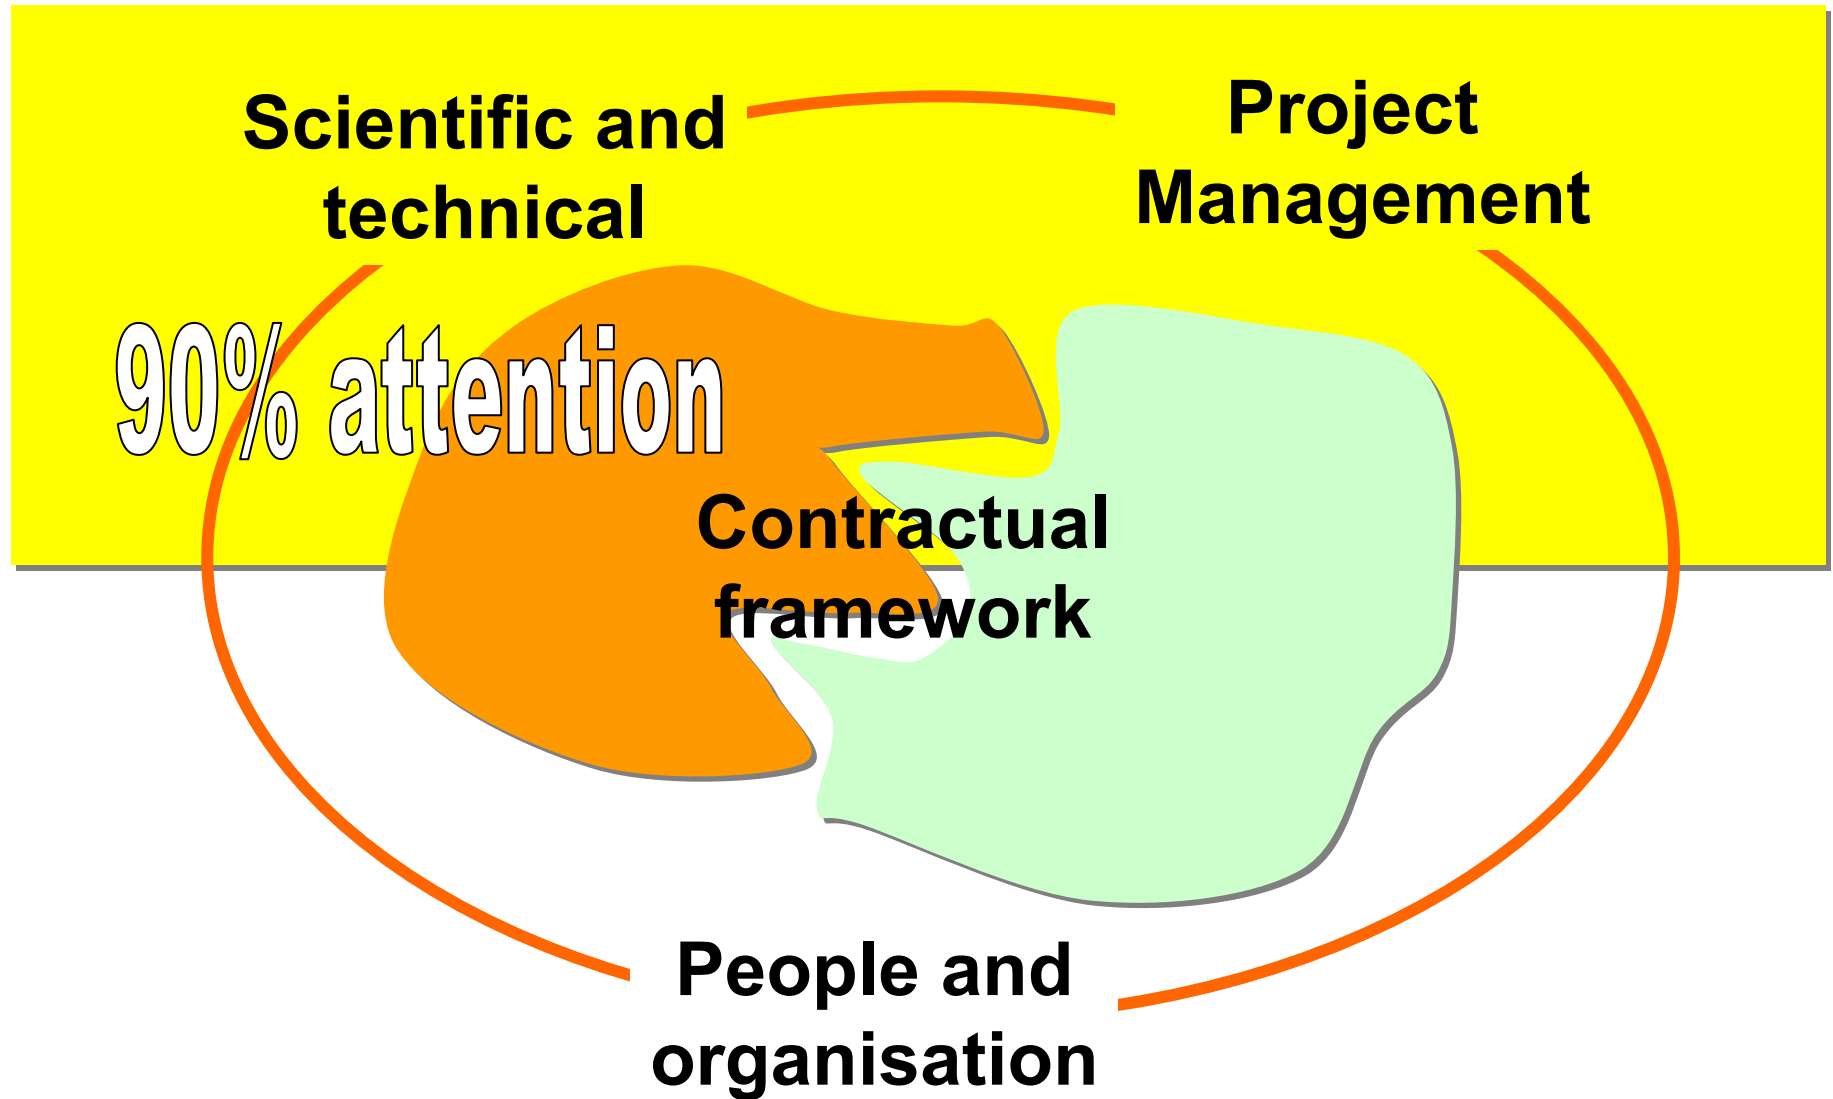 Scientific and
technical
Project
Management
90% attention
Contractual
framework
People and
organisation